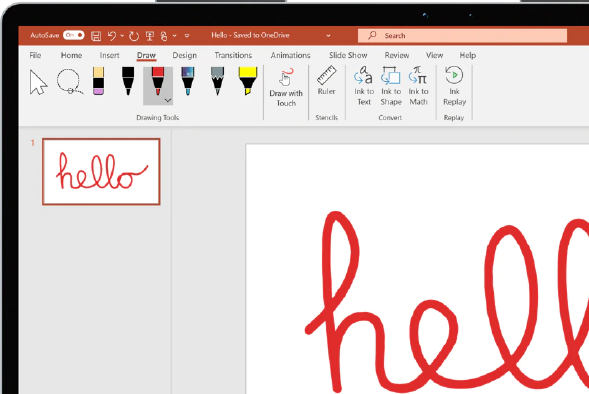 AutoSave On Hello - Saved to OneDrive Search
File Home Insert Draw Design Transitions Animations Slide Show Review View Help
Draw with Touch
Ruler
Ink to Text
Ink to Shape
Ink to Math
Ink Replay
Drawing Tools Stencils Convert Replay
1
hello
hell